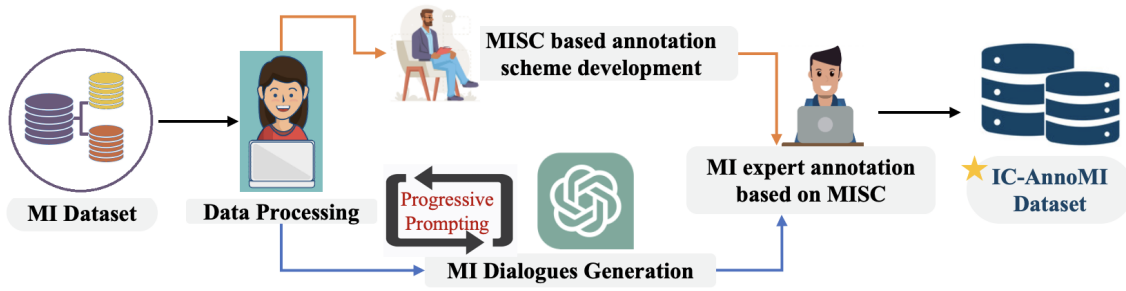 MI Dataset
Data Processing
MISC based annotation
scheme development
Progressive
Prompting
MI Dialogues Generation
MI expert annotation
based on MISC
IC-AnnoMI
Dataset